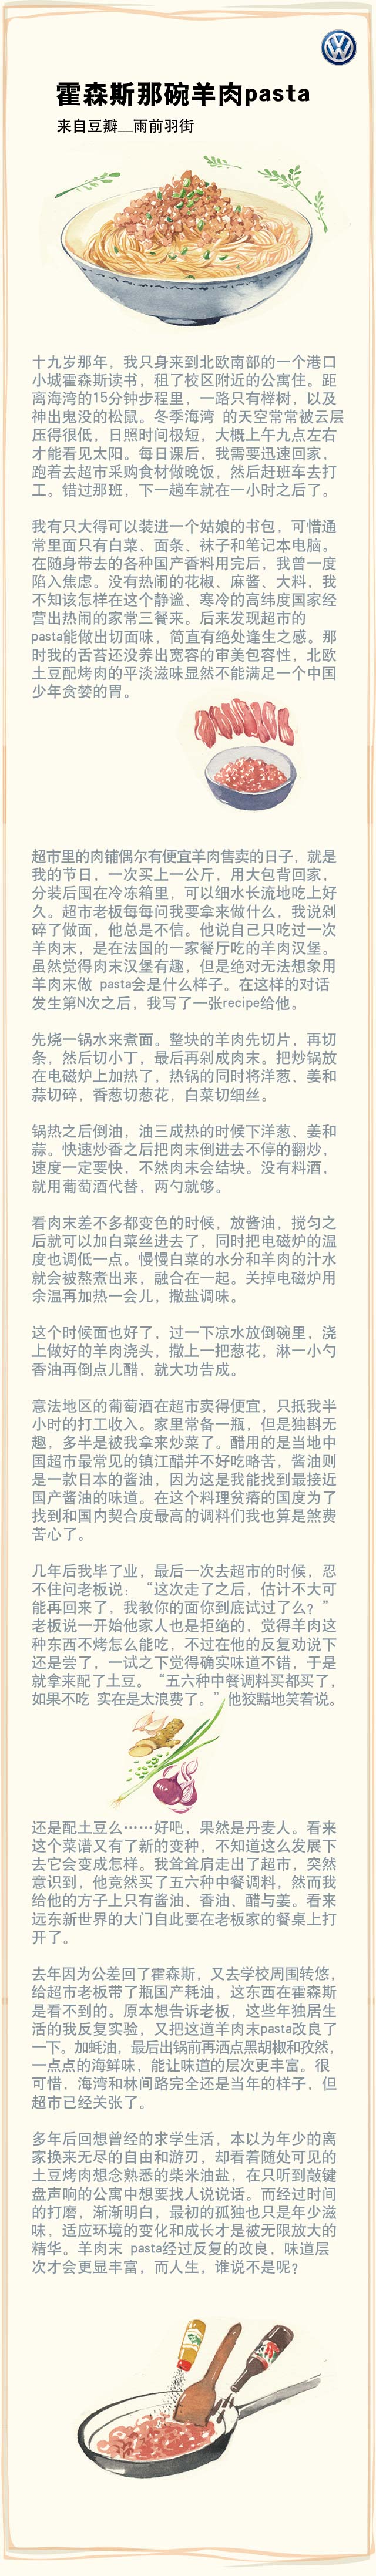 霍森斯那碗羊肉pasta
来自豆瓣__雨前羽街
十九岁那年，我只身来到北欧南部的一个港口
小城霍森斯读书，租了校区附近的公寓住。距
离海湾的15分钟步程里，一路只有榉树，以及
神出鬼没的松鼠。冬季海湾 的天空常常被云层
压得很低，日照时间极短，大概上午九点左右
才能看见太阳。每日课后，我需要迅速回家，
跑着去超市采购食材做晚饭，然后赶班车去打
工。错过那班，下一趟车就在一小时之后了。
我有只大得可以装进一个姑娘的书包，可惜通
常里面只有白菜、面条、袜子和笔记本电脑。
在随身带去的各种国产香料用完后，我曾一度
陷入焦虑。没有热闹的花椒、麻酱、大料，我
不知该怎样在这个静谧、寒冷的高纬度国家经
营出热闹的家常三餐来。后来发现超市的
pasta能做出切面味，简直有绝处逢生之感。那
时我的舌苔还没养出宽容的审美包容性，北欧
土豆配烤肉的平淡滋味显然不能满足一个中国
少年贪婪的胃。
超市里的肉铺偶尔有便宜羊肉售卖的日子，就是
我的节日，一次买上一公斤，用大包背回家，
分装后囤在冷冻箱里，可以细水长流地吃上好
久。超市老板每每问我要拿来做什么，我说剁
碎了做面，他总是不信。他说自己只吃过一次
羊肉末，是在法国的一家餐厅吃的羊肉汉堡。
虽然觉得肉末汉堡有趣，但是绝对无法想象用
羊肉末做 pasta会是什么样子。在这样的对话
发生第N次之后，我写了一张recipe给他。
先烧一锅水来煮面。整块的羊肉先切片，再切
条，然后切小丁，最后再剁成肉末。把炒锅放
在电磁炉上加热了，热锅的同时将洋葱、姜和
蒜切碎，香葱切葱花，白菜切细丝。
锅热之后倒油，油三成热的时候下洋葱、姜和
蒜。快速炒香之后把肉末倒进去不停的翻炒，
速度一定要快，不然肉末会结块。没有料酒，
就用葡萄酒代替，两勺就够。
看肉末差不多都变色的时候，放酱油，搅匀之
后就可以加白菜丝进去了，同时把电磁炉的温
度也调低一点。慢慢白菜的水分和羊肉的汁水
就会被熬煮出来，融合在一起。关掉电磁炉用
余温再加热一会儿，撒盐调味。
这个时候面也好了，过一下凉水放倒碗里，浇
上做好的羊肉浇头，撒上一把葱花，淋一小勺
香油再倒点儿醋，就大功告成。
意法地区的葡萄酒在超市卖得便宜，只抵我半
小时的打工收入。家里常备一瓶，但是独斟无
趣，多半是被我拿来炒菜了。醋用的是当地中
国超市最常见的镇江醋并不好吃略苦，酱油则
是一款日本的酱油，因为这是我能找到最接近
国产酱油的味道。在这个料理贫瘠的国度为了
找到和国内契合度最高的调料们我也算是煞费
苦心了。
几年后我毕了业，最后一次去超市的时候，忍
不住问老板说：“这次走了之后，估计不大可
能再回来了，我教你的面你到底试过了么？”
老板说一开始他家人也是拒绝的，觉得羊肉这
种东西不烤怎么能吃，不过在他的反复劝说下
还是尝了，一试之下觉得确实味道不错，于是
就拿来配了土豆。“五六种中餐调料买都买了，
如果不吃 实在是太浪费了。”他狡黠地笑着说。
还是配土豆么……好吧，果然是丹麦人。看来
这个菜谱又有了新的变种，不知道这么发展下
去它会变成怎样。我耸耸肩走出了超市，突然
意识到，他竟然买了五六种中餐调料，然而我
给他的方子上只有酱油、香油、醋与姜。看来
远东新世界的大门自此要在老板家的餐桌上打
开了。
去年因为公差回了霍森斯，又去学校周围转悠，
给超市老板带了瓶国产耗油，这东西在霍森斯
是看不到的。原本想告诉老板，这些年独居生
活的我反复实验，又把这道羊肉末pasta改良了
一下。加蚝油，最后出锅前再洒点黑胡椒和孜然，
一点点的海鲜味，能让味道的层次更丰富。很
可惜，海湾和林间路完全还是当年的样子，但
超市已经关张了。
多年后回想曾经的求学生活，本以为年少的离
家换来无尽的自由和游刃，却看着随处可见的
土豆烤肉想念熟悉的柴米油盐，在只听到敲键
盘声响的公寓中想要找人说说话。而经过时间
的打磨，渐渐明白，最初的孤独也只是年少滋
味，适应环境的变化和成长才是被无限放大的
精华。羊肉末 pasta经过反复的改良，味道层
次才会更显丰富，而人生，谁说不是呢？